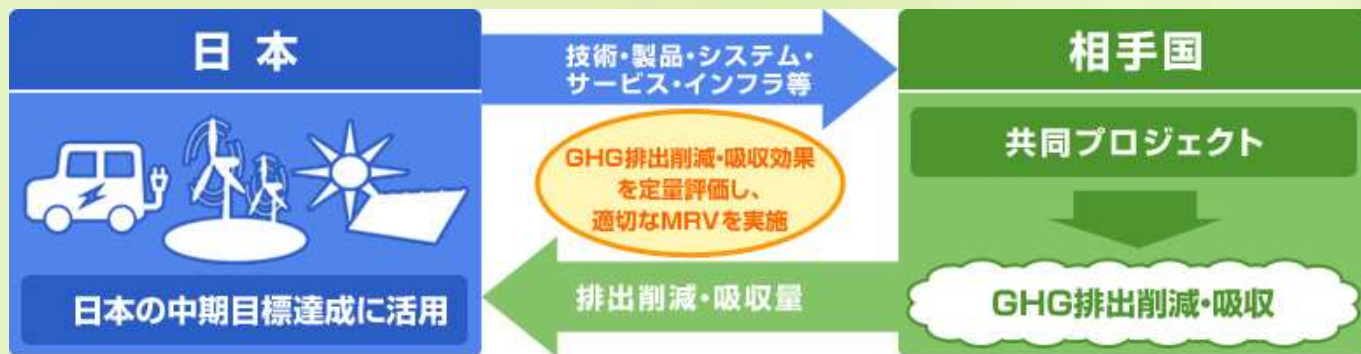 日本
技術・製品・システム・
サービス・インフラ等
相手国
共同プロジェクト
GHG排出削減・吸収効果
を定量評価し、
適切なMRVを実施
日本の中期目標達成に活用
排出削減・吸収量
GHG排出削減・吸収